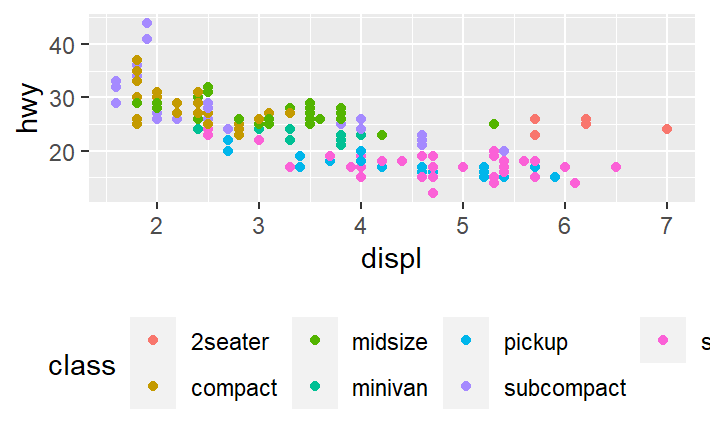 hwy
40
30
20
2 3 4 5 6 7
displ
class
2seater midsize pickup s
compact minivan subcompact